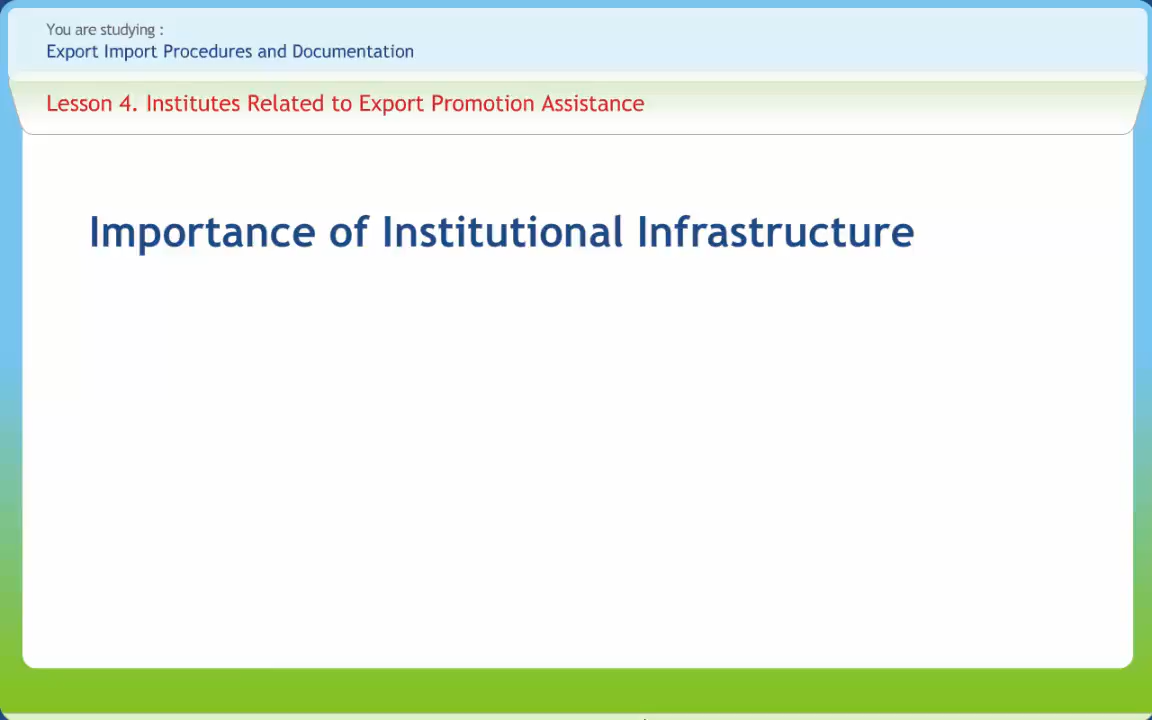 You are studying :
Export Import Procedures and Documentation
Lesson 4. Institutes Related to Export Promotion Assistance
Importance of Institutional Infrastructure